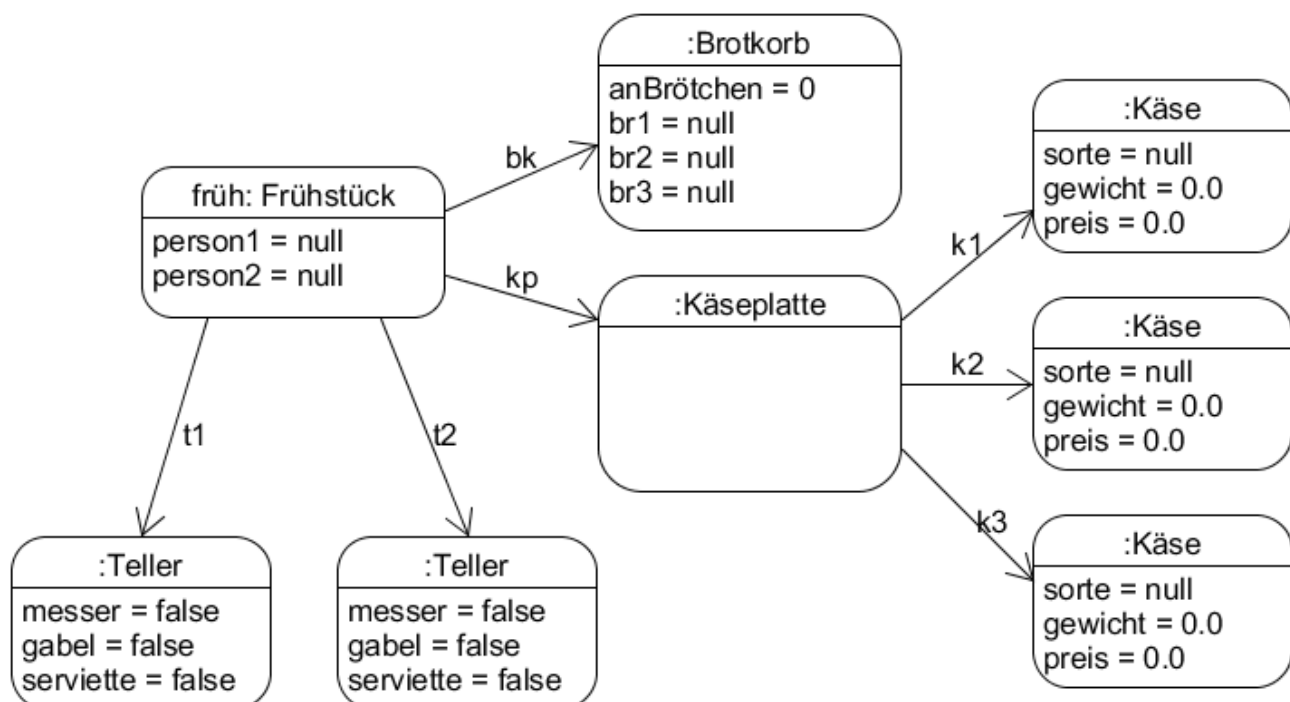 :Brotkorb
anBrötchen = 0
br1 = null
br2 = null
br3 = null
:Käse
sorte = null
gewicht = 0.0
preis = 0.0
bk
früh: Frühstück
person1 = null
person2 = null
kp
k1
:Käseplatte
k2
:Käse
sorte = null
gewicht = 0.0
preis = 0.0
t1
t2
k3
:Teller
messer = false
gabel = false
serviette = false
:Teller
messer = false
gabel = false
serviette = false
:Käse
sorte = null
gewicht = 0.0
preis = 0.0